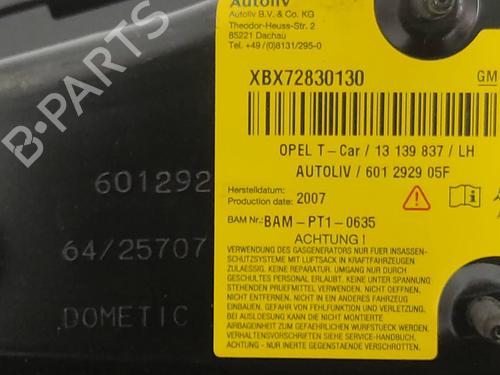 Autoliv
Autoliv B.V. & Co. KG
Theodor-Heuss-Str. 2
85221 Dachau
Tel. +49 /(0)8131/295-0
XBX72830130
GM
OPEL T-Car / 13 139 837 / LH
AUTOLIV / 601 2929 05F
Herstelldatum:
Production date: 2007
BAM Nr.: BAM-PT1-0635
ACHTUNG !
VERWENDUNG DES GASGENERATORS NUR FUER INSASSEN-
SCHUTZSYSTEME MIT LUFTSACK IN KRAFTFAHRZEUGEN
ZULAESSIG. KEINE REPARATUR. UMGANG NUR DURCH
GESCHULTES PERSONAL ERLAUBT. KEINE UNTER SPANNUNG
STEHENDE PRUEFMITTEL VERWENDEN. NICHT OEFFNEN,
NICHT ERHITZEN. NICHT IN EIN ANDERES FAHRZEUG
EINBAUEN. GEFAHR VON FEHLFUNKTION UND VERLETZUNG.
BEI AUSLOESUNG KANN DIE NICHT MONTIERTE
AIRBAGEINHEIT ZUM GEFAEHRLICHEN WURFSTUECK WERDEN.
VERHALTENSVORSCHRIFTEN SIEHE SERVICE-HANDBUCH.
ACHTUNG - NUR IN GESTRECKTEM ZUSTAND
601292
64/25707
DOMETIC
B-PARTS